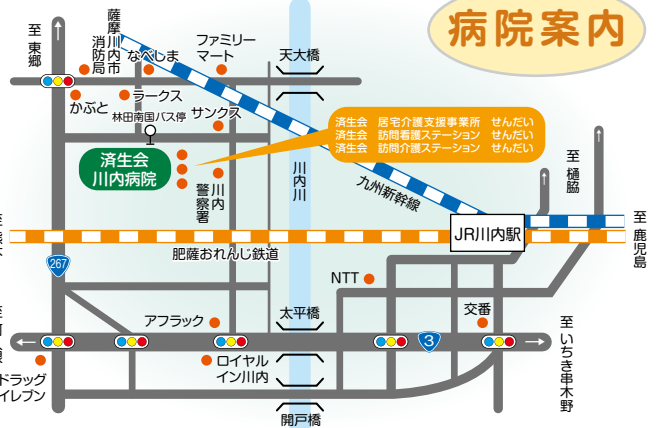 病院案内
至 東郷
薩摩川内市
消防局
なべしま
ファミリー
マート
天大橋
かぶと
ラークス
林田南国バス停
サンクス
済生会 居宅介護支援事業所 せんだい
済生会 訪問看護ステーション せんだい
済生会 訪問介護ステーション せんだい
済生会
川内病院
川内
警察署
川内川
九州新幹線
至 樋脇
JR川内駅
至 鹿児島
肥薩おれんじ鉄道
267
NTT
アフラック
太平橋
交番
3
至 いちき串木野
ドラッグ
イレブン
ロイヤル
イン川内
開戸橋